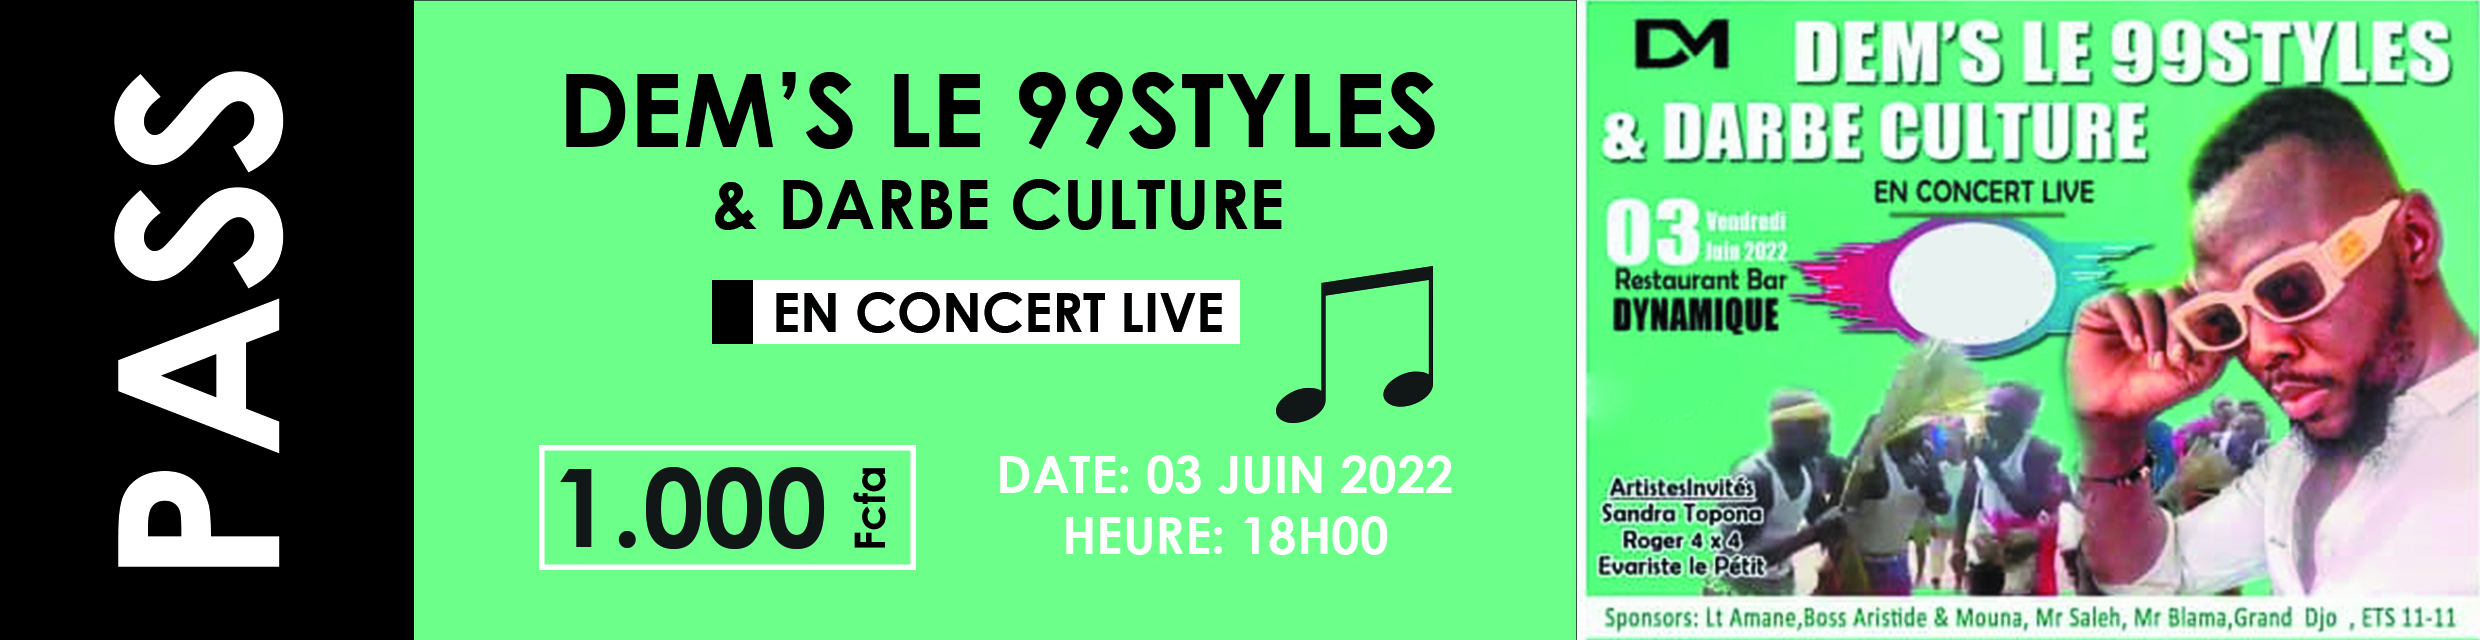 PASS
DEM'S LE 99STYLES
& DARBE CULTURE
EN CONCERT LIVE
1.000 Fcfa
DATE: 03 JUIN 2022
HEURE: 18H00
DM
DEM'S LE 99STYLES
& DARBE CULTURE
EN CONCERT LIVE
03 Vendredi
Juin 2022
Restaurant Bar
DYNAMIQUE
ArtistesInvités
Sandra Topona
Roger 4 x 4
Evariste le Pétit
Sponsors: Lt Amane,Boss Aristide & Mouna, Mr Saleh, Mr Blama,Grand Djo , ETS 11-11